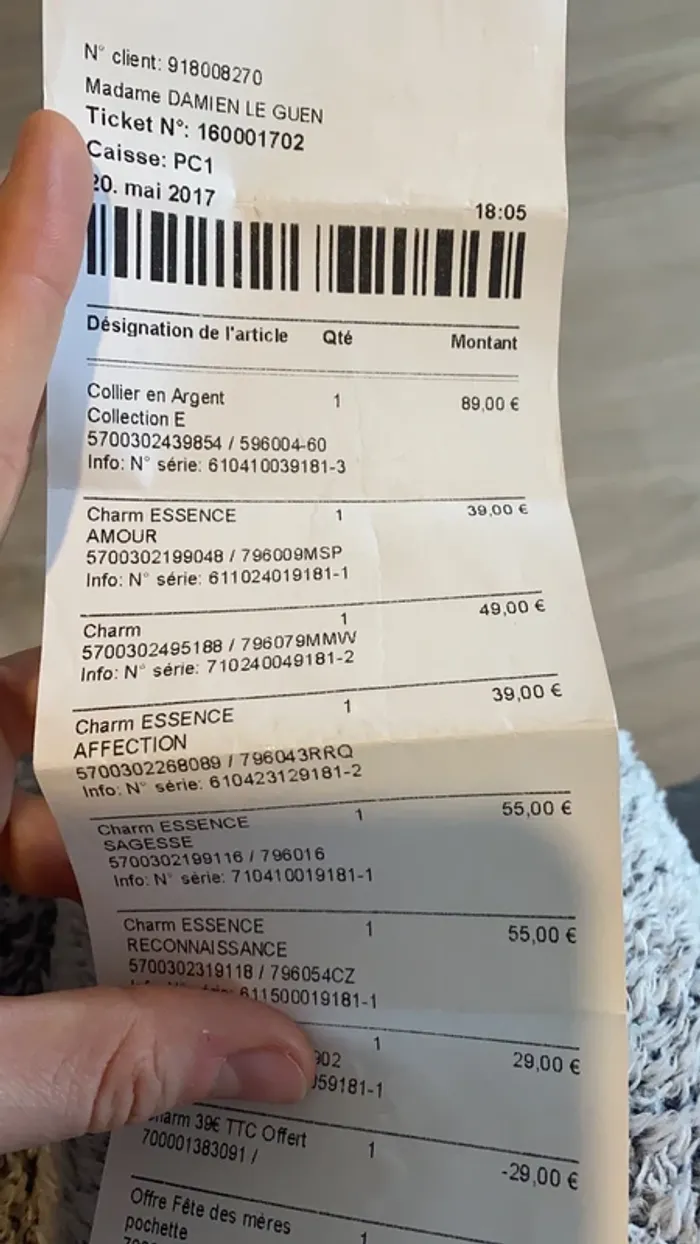 N° client: 918008270
Madame DAMIEN LE GUEN
Ticket N°: 160001702
Caisse: PC1
20. mai 2017 18:05
Désignation de l'article Qté Montant
Collier en Argent 1 89,00 €
Collection E
5700302439854 / 596004-60
Info: N° série: 610410039181-3
Charm ESSENCE 1 39,00 €
AMOUR
5700302199048 / 796009MSP
Info: N° série: 611024019181-1
Charm 1 49,00 €
5700302495188 / 796079MMW
Info: N° série: 710240049181-2
Charm ESSENCE 1 39,00 €
AFFECTION
5700302268089 / 796043RRQ
Info: N° série: 610423129181-2
Charm ESSENCE 1 55,00 €
SAGESSE
5700302199116 / 796016
Info: N° série: 710410019181-1
Charm ESSENCE 1 55,00 €
RECONNAISSANCE
5700302319118 / 796054CZ
611500019181-1
1 29,00 €
902
059181-1
Charm 39€ TTC Offert 1 -29,00 €
700001383091 /
Offre Fête des mères 1
pochette